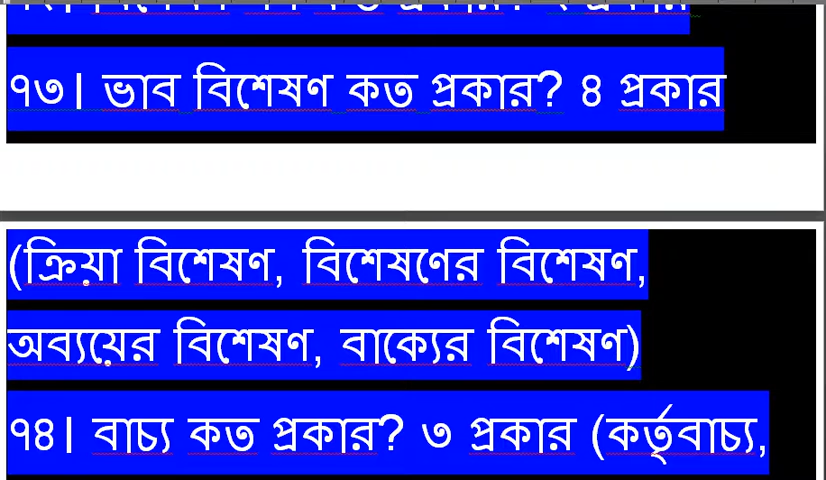 ৭৩। ভাব বিশেষণ কত প্রকার? ৪ প্রকার
(ক্রিয়া বিশেষণ, বিশেষণের বিশেষণ,
অব্যয়ের বিশেষণ, বাক্যের বিশেষণ)
৭৪। বাচ্য কত প্রকার? ৩ প্রকার (কর্তৃবাচ্য,